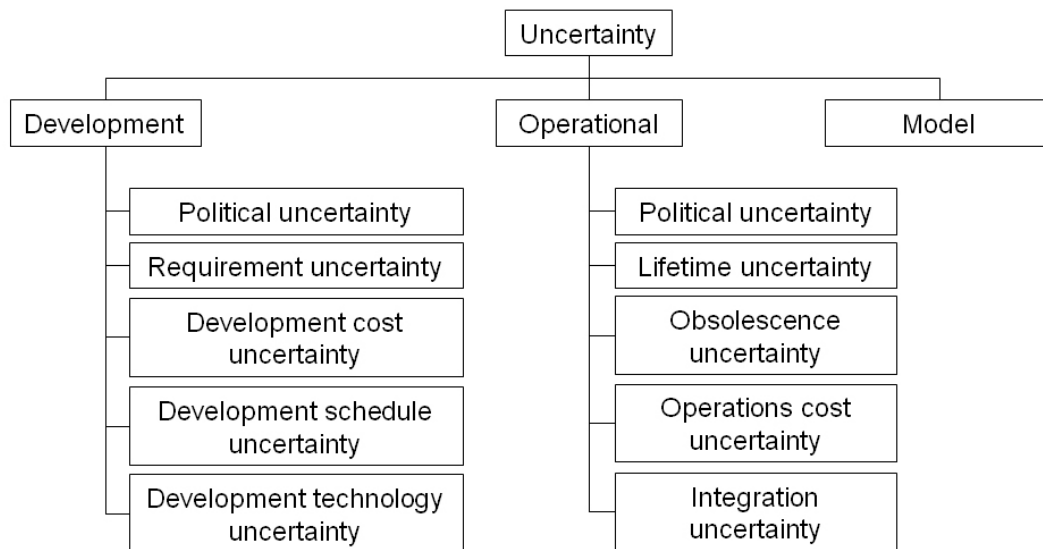 Uncertainty
Development
Operational
Model
Political uncertainty
Requirement uncertainty
Development cost
uncertainty
Development schedule
uncertainty
Development technology
uncertainty
Political uncertainty
Lifetime uncertainty
Obsolescence
uncertainty
Operations cost
uncertainty
Integration
uncertainty